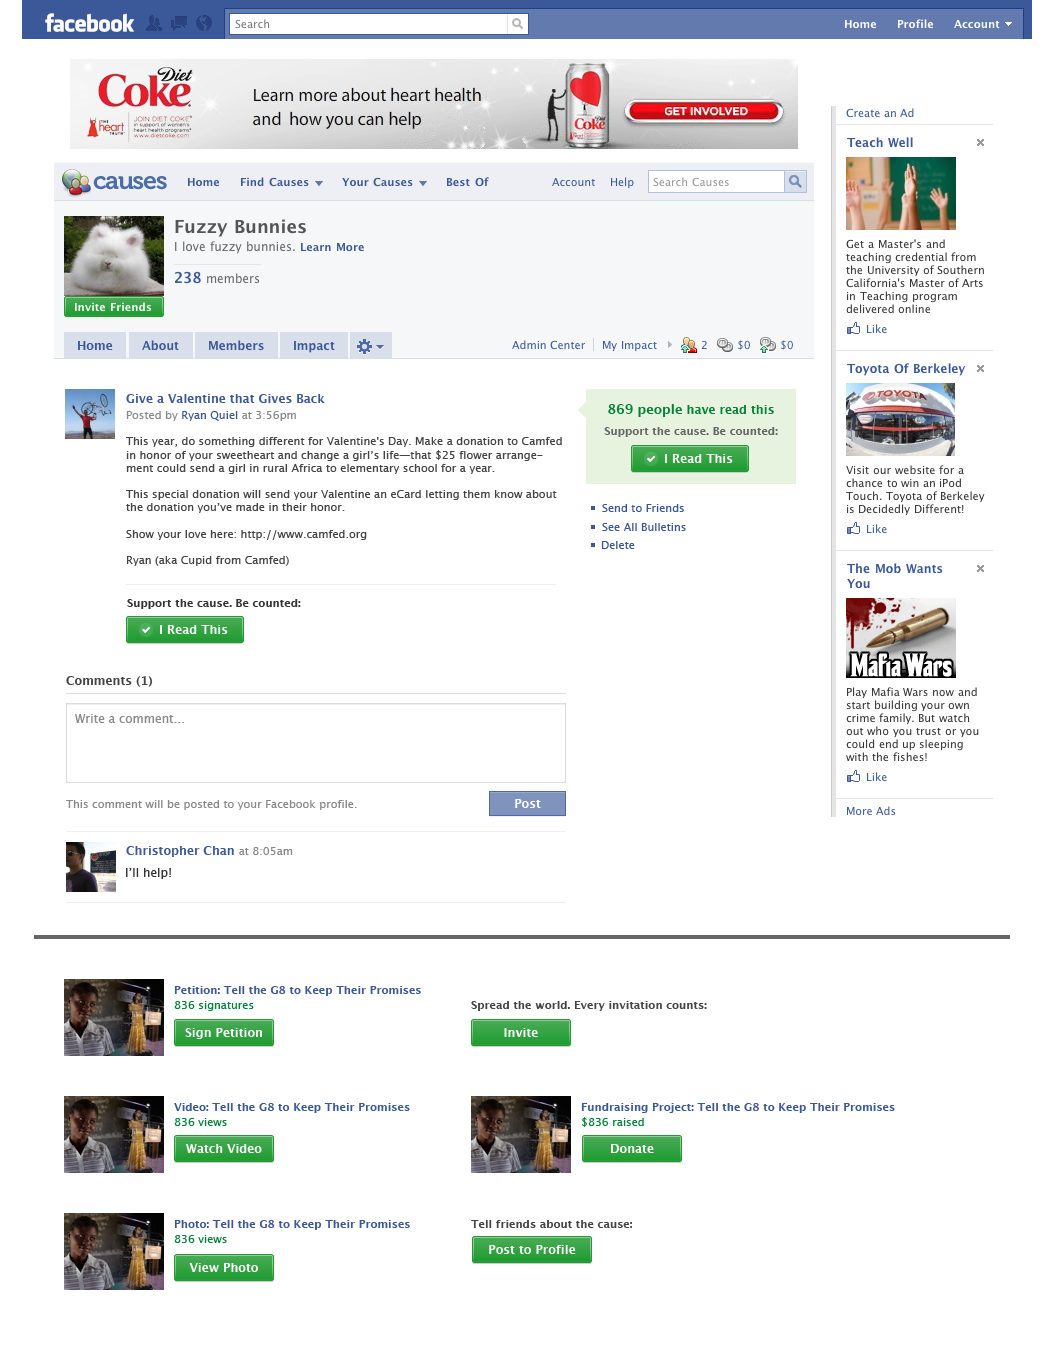 facebook
Search
Home Profile Account
Diet
Coke
the heart truth
JOIN DIET COKE
in support of women's
heart health programs
www.dietcoke.com
Learn more about heart health
and how you can help
Diet
Coke
GET INVOLVED
Create an Ad
causes
Home Find Causes Your Causes Best Of
Account Help Search Causes
Fuzzy Bunnies
I love fuzzy bunnies. Learn More
238 members
Invite Friends
Home About Members Impact
Admin Center My Impact 2 $0 $0
Give a Valentine that Gives Back
Posted by Ryan Quiel at 3:56pm
This year, do something different for Valentine's Day. Make a donation to Camfed
in honor of your sweetheart and change a girl's life—that $25 flower arrange-
ment could send a girl in rural Africa to elementary school for a year.
This special donation will send your Valentine an eCard letting them know about
the donation you've made in their honor.
Show your love here: http://www.camfed.org
Ryan (aka Cupid from Camfed)
Support the cause. Be counted:
I Read This
869 people have read this
Support the cause. Be counted:
I Read This
Send to Friends
See All Bulletins
Delete
Comments (1)
Write a comment...
This comment will be posted to your Facebook profile.
Post
Christopher Chan at 8:05am
I'll help!
Teach Well
Get a Master's and
teaching credential from
the University of Southern
California's Master of Arts
in Teaching program
delivered online
Like
Toyota Of Berkeley
TOYOTA
Visit our website for a
chance to win an iPod
Touch. Toyota of Berkeley
is Decidedly Different!
Like
The Mob Wants
You
Mafia Wars
Play Mafia Wars now and
start building your own
crime family. But watch
out who you trust or you
could end up sleeping
with the fishes!
Like
More Ads
Petition: Tell the G8 to Keep Their Promises
836 signatures
Sign Petition
Spread the world. Every invitation counts:
Invite
Video: Tell the G8 to Keep Their Promises
836 views
Watch Video
Fundraising Project: Tell the G8 to Keep Their Promises
$836 raised
Donate
Photo: Tell the G8 to Keep Their Promises
836 views
View Photo
Tell friends about the cause:
Post to Profile